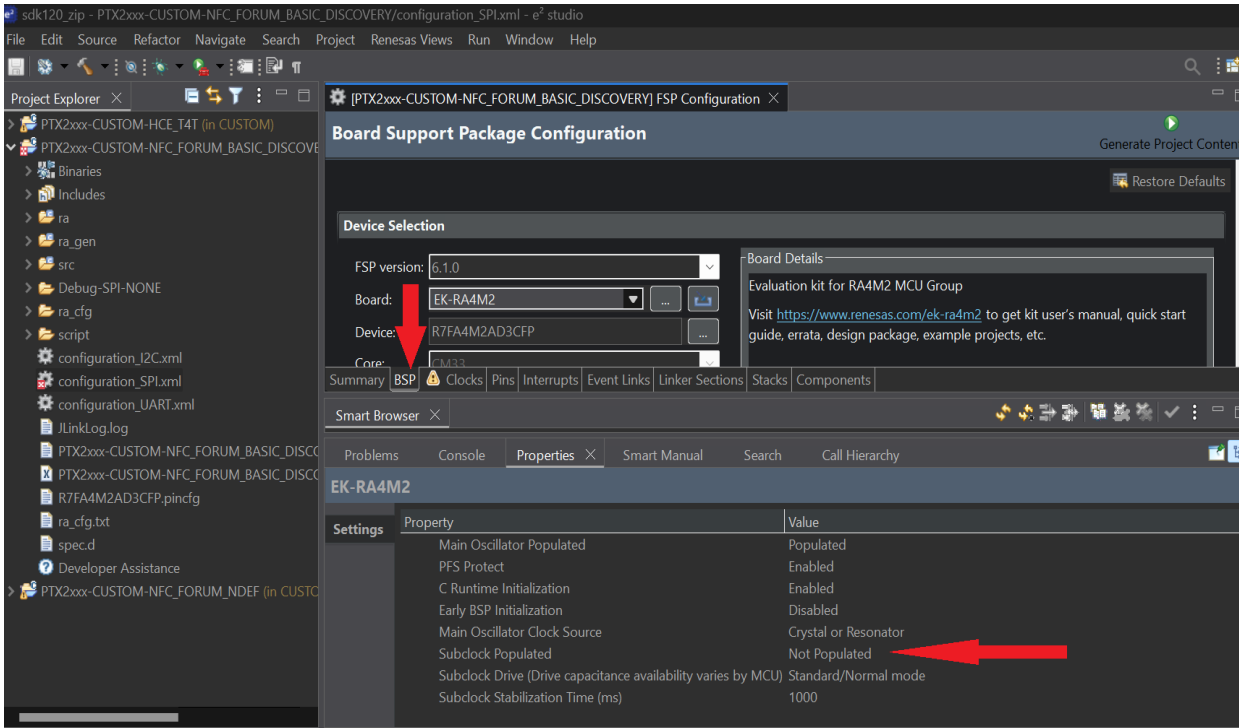 sdk120_zip - PTX2xxx-CUSTOM-NFC_FORUM_BASIC_DISCOVERY/configuration_SPI.xml - e² studio
File Edit Source Refactor Navigate Search Project Renesas Views Run Window Help
Project Explorer
PTX2xxx-CUSTOM-HCE_T4T (in CUSTOM)
PTX2xxx-CUSTOM-NFC_FORUM_BASIC_DISCOVE
Binaries
Includes
ra
ra_gen
src
Debug-SPI-NONE
ra_cfg
script
configuration_I2C.xml
configuration_SPI.xml
configuration_UART.xml
JLinkLog.log
PTX2xxx-CUSTOM-NFC_FORUM_BASIC_DISCO
PTX2xxx-CUSTOM-NFC_FORUM_BASIC_DISCO
R7FA4M2AD3CFP.pincfg
ra_cfg.txt
spec.d
Developer Assistance
PTX2xxx-CUSTOM-NFC_FORUM_NDEF (in CUSTO
[PTX2xxx-CUSTOM-NFC_FORUM_BASIC_DISCOVERY] FSP Configuration
Board Support Package Configuration
Generate Project Conten
Restore Defaults
Device Selection
FSP version: 6.1.0
Board: EK-RA4M2 ...
Device: R7FA4M2AD3CFP ...
Core: CM33
Board Details
Evaluation kit for RA4M2 MCU Group
Visit https://www.renesas.com/ek-ra4m2 to get kit user's manual, quick start
guide, errata, design package, example projects, etc.
Summary BSP Clocks Pins Interrupts Event Links Linker Sections Stacks Components
Smart Browser
Problems Console Properties Smart Manual Search Call Hierarchy
EK-RA4M2
Settings
Property Value
Main Oscillator Populated Populated
PFS Protect Enabled
C Runtime Initialization Enabled
Early BSP Initialization Disabled
Main Oscillator Clock Source Crystal or Resonator
Subclock Populated Not Populated
Subclock Drive (Drive capacitance availability varies by MCU) Standard/Normal mode
Subclock Stabilization Time (ms) 1000